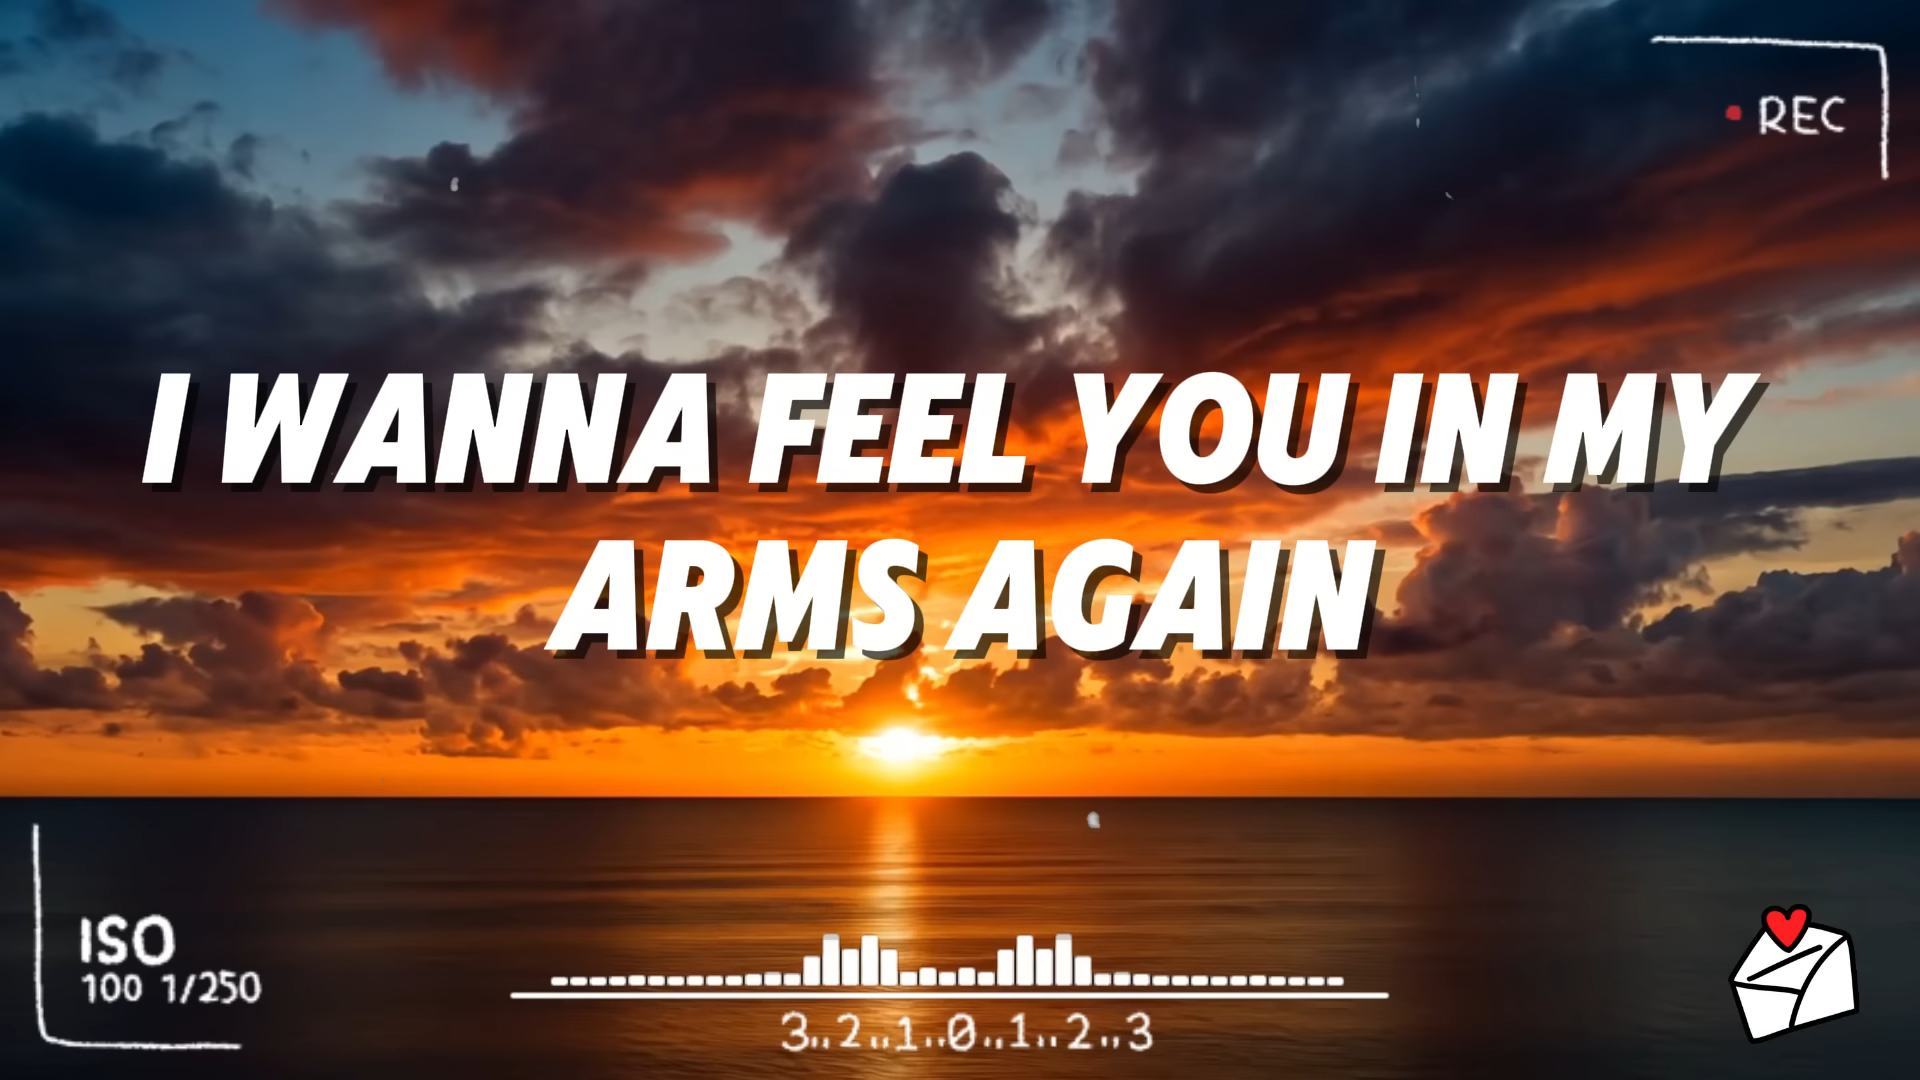 REC
I WANNA FEEL YOU IN MY
ARMS AGAIN
ISO
100 1/250
3..2..1..0..1..2..3